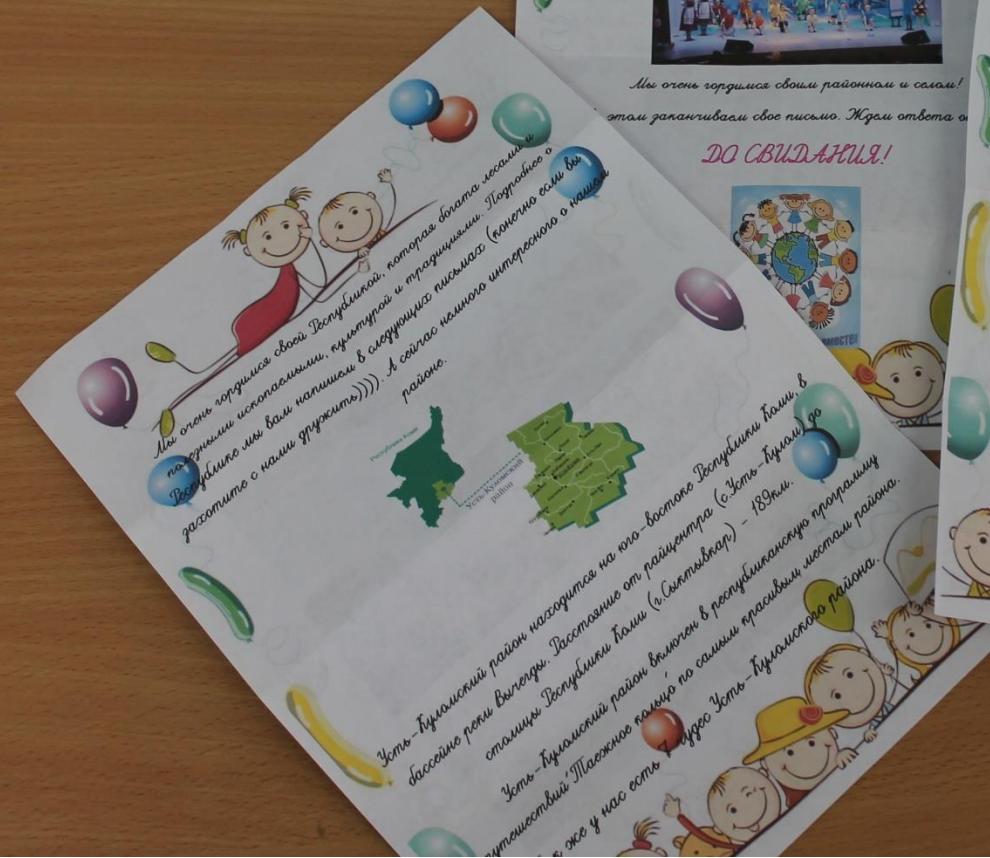 Мы очень гордимся своей Республикой, которая богата лесами и
полезными ископаемыми, культурой и традициями. Подробнее о
Республике мы вам напишем в следующих письмах (конечно если вы
захотите с нами дружить)))). А сейчас немного интересного о нашем
районе.
Республика Коми
Усть-Куломский
район
Усть-Куломский район находится на юго-востоке Республики Коми, в
бассейне реки Вычегды. Расстояние от райцентра (с.Усть-Кулом) до
столицы Республики Коми (г.Сыктывкар) - 189км.
Усть-Куломский район включен в республиканскую программу
путешествий "Таежное кольцо" по самым красивым местам района.
же у нас есть 7 чудес Усть-Куломского района.
Мы очень гордимся своим районном и селом!
этом заканчиваем свое письмо. Ждем ответа
ДО СВИДАНИЯ!